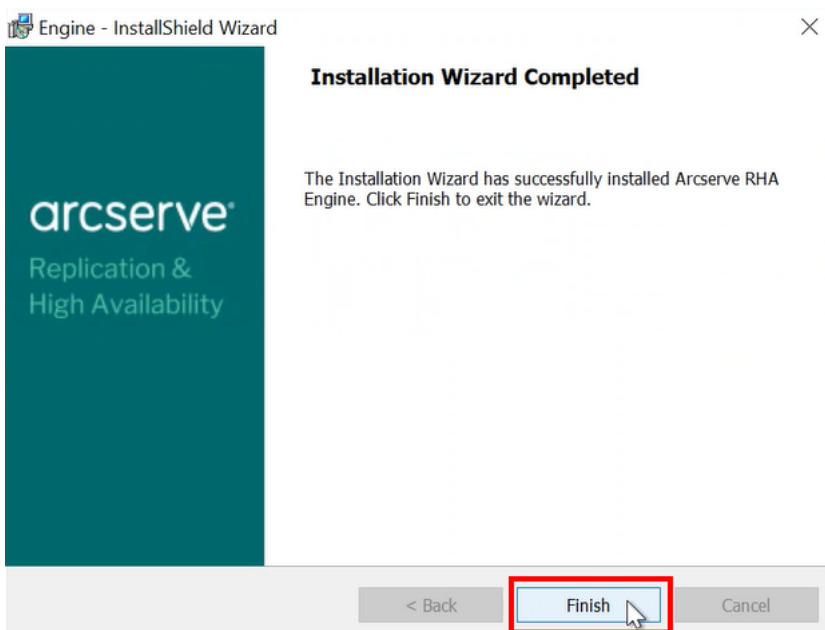 Engine - InstallShield Wizard
Installation Wizard Completed
The Installation Wizard has successfully installed Arcserve RHA
Engine. Click Finish to exit the wizard.
arcserve®
Replication &
High Availability
< Back
Finish
Cancel